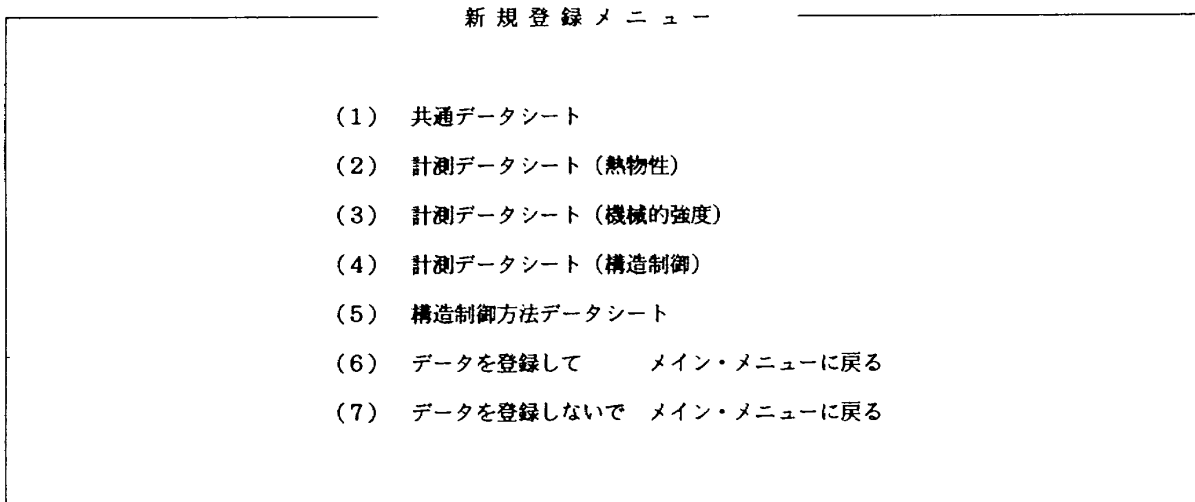 新規登録メニュー
(1) 共通データシート
(2) 計測データシート(熱物性)
(3) 計測データシート(機械的強度)
(4) 計測データシート(構造制御)
(5) 構造制御方法データシート
(6) データを登録して メイン・メニューに戻る
(7) データを登録しないで メイン・メニューに戻る